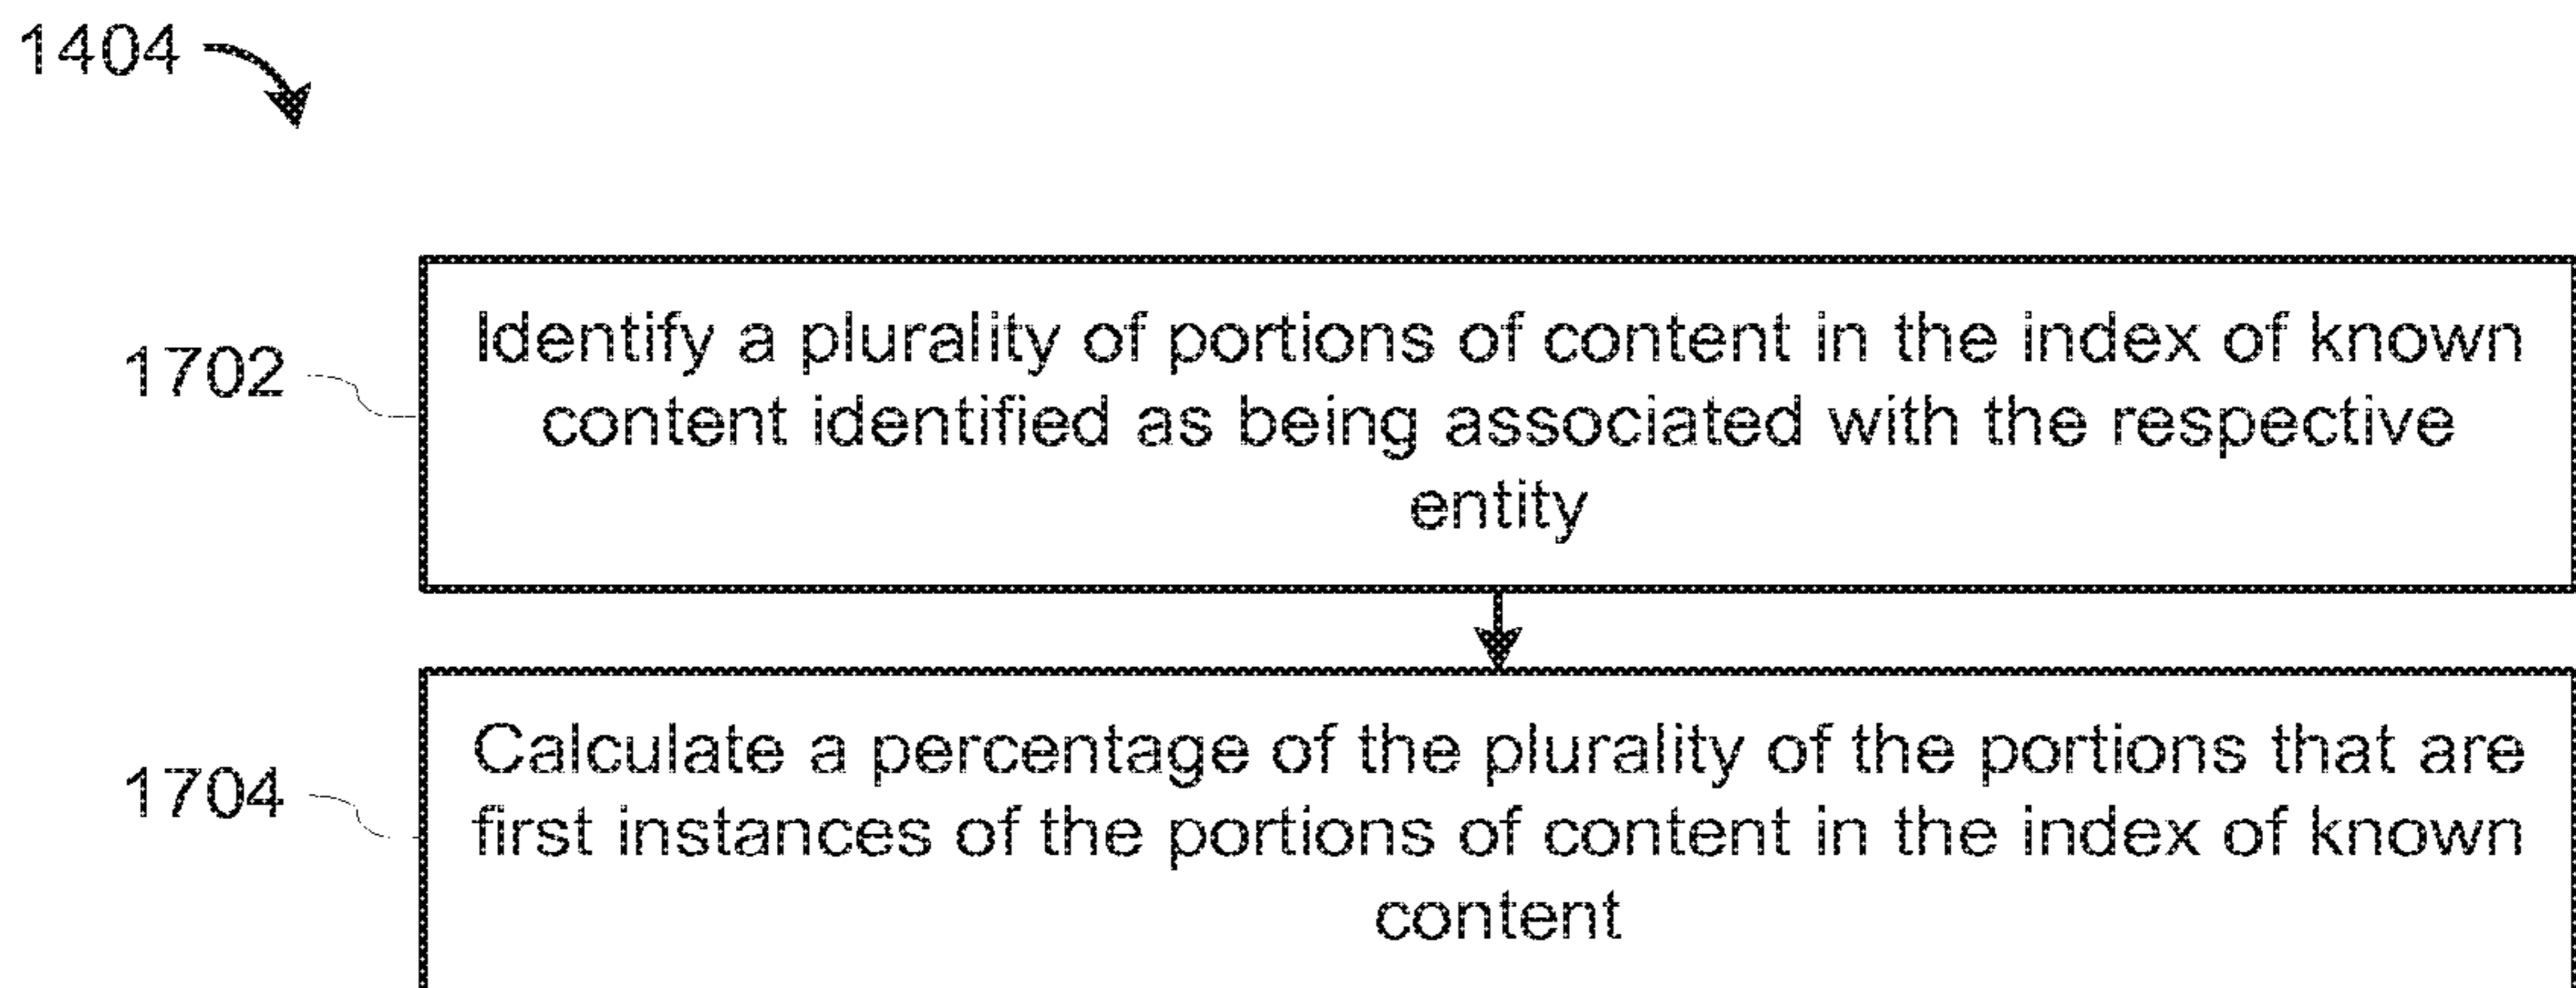 1404
1702
Identify a plurality of portions of content in the index of known
content identified as being associated with the respective
entity
1704
Calculate a percentage of the plurality of the portions that are
first instances of the portions of content in the index of known
content